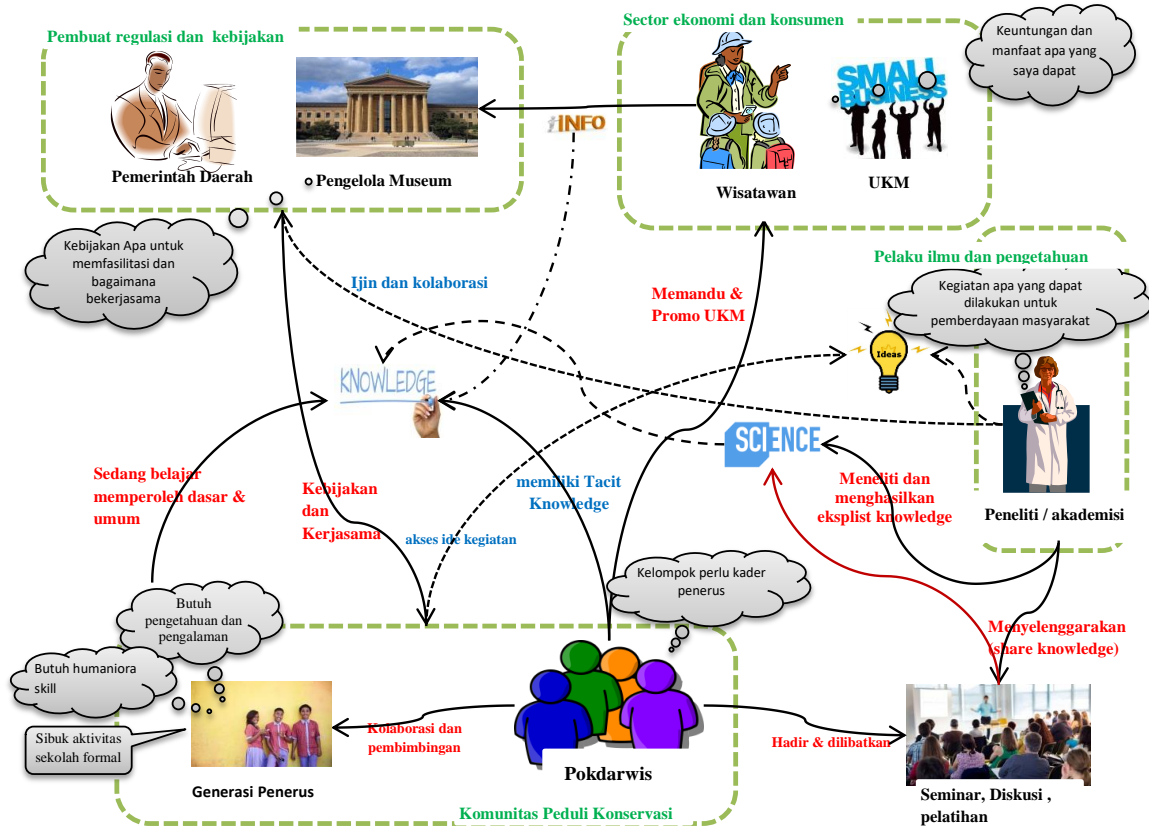 Pembuat regulasi dan  kebijakan
Sector ekonomi dan konsumen
Keuntungan dan
manfaat apa yang
saya dapat
SMALL
BUSINESS
INFO
Pemerintah Daerah
Pengelola Museum
Wisatawan
UKM
Kebijakan Apa untuk
memfasilitasi dan
bagaimana
bekerjasama
Ijin dan kolaborasi
Memandu &
Promo UKM
Pelaku ilmu dan pengetahuan
Kegiatan apa yang dapat
dilakukan untuk
pemberdayaan masyarakat
Ideas
KNOWLEDGE
SCIENCE
Sedang belajar
memperoleh dasar &
umum
Kebijakan
dan
Kerjasama
memiliki Tacit
Knowledge
akses ide kegiatan
Meneliti dan
menghasilkan
eksplist knowledge
Peneliti / akademisi
Kelompok perlu kader
penerus
Butuh
pengetahuan dan
pengalaman
Butuh humaniora
skill
Sibuk aktivitas
sekolah formal
Menyelenggarakan
(share knowledge)
Kolaborasi dan
pembimbingan
Hadir & dilibatkan
Generasi Penerus
Pokdarwis
Komunitas Peduli Konservasi
Seminar, Diskusi ,
pelatihan